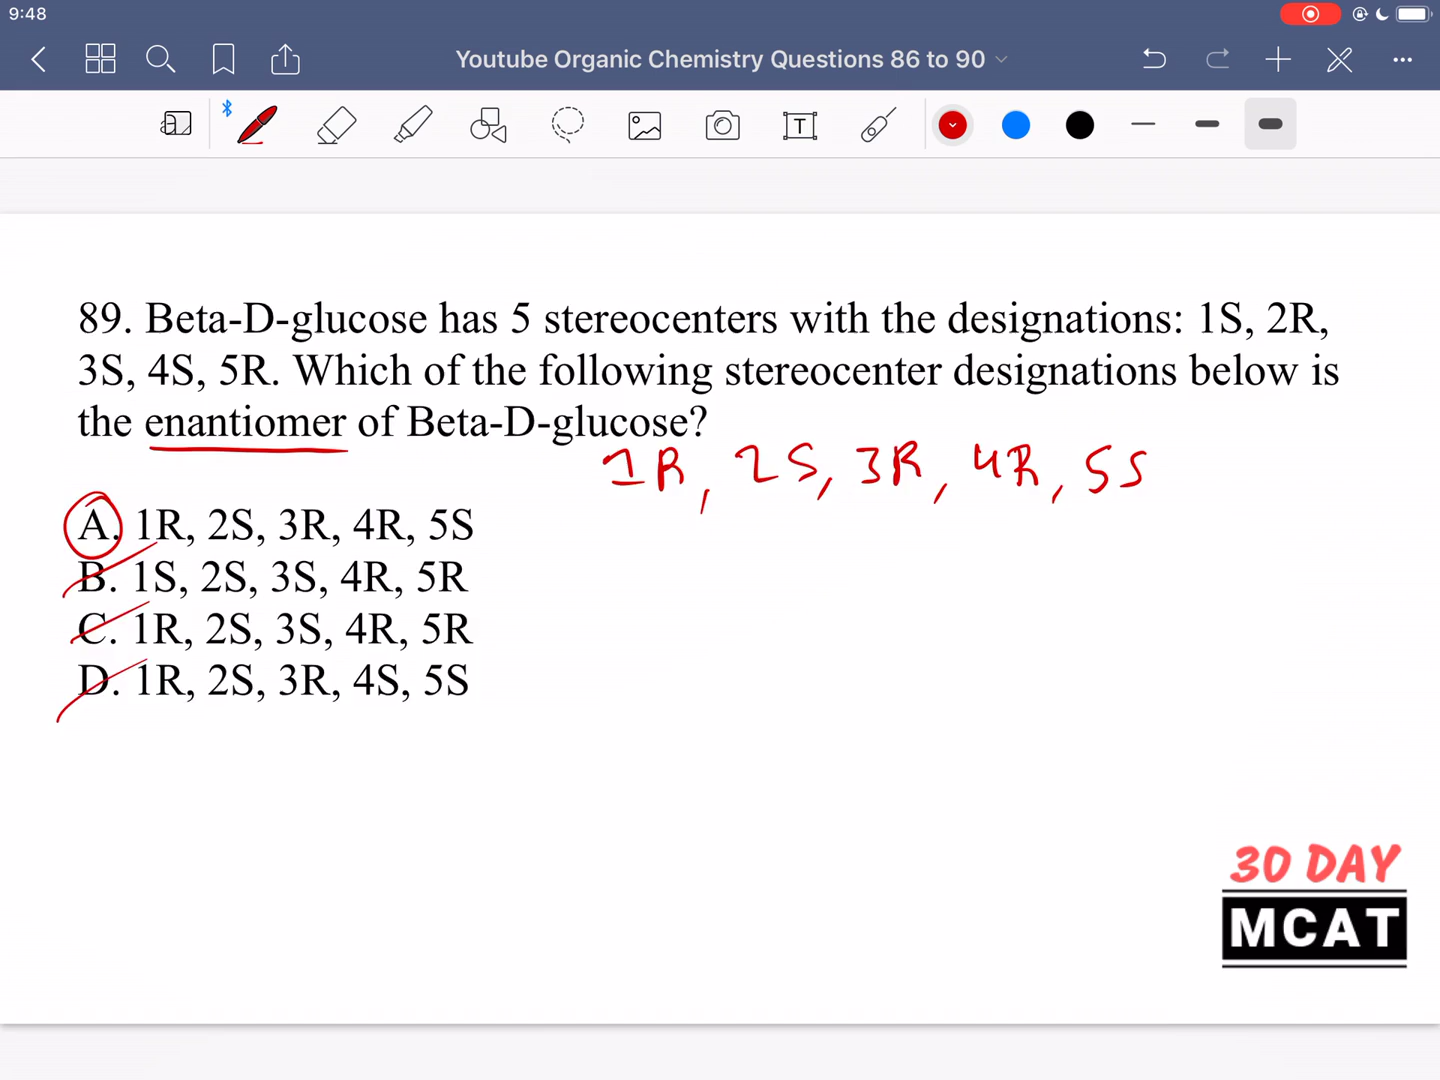 9:48
Youtube Organic Chemistry Questions 86 to 90
T
89. Beta-D-glucose has 5 stereocenters with the designations: 1S, 2R,
3S, 4S, 5R. Which of the following stereocenter designations below is
the enantiomer of Beta-D-glucose?
1R, 2S, 3R, 4R, 5S
A. 1R, 2S, 3R, 4R, 5S
B. 1S, 2S, 3S, 4R, 5R
C. 1R, 2S, 3S, 4R, 5R
D. 1R, 2S, 3R, 4S, 5S
30 DAY
MCAT